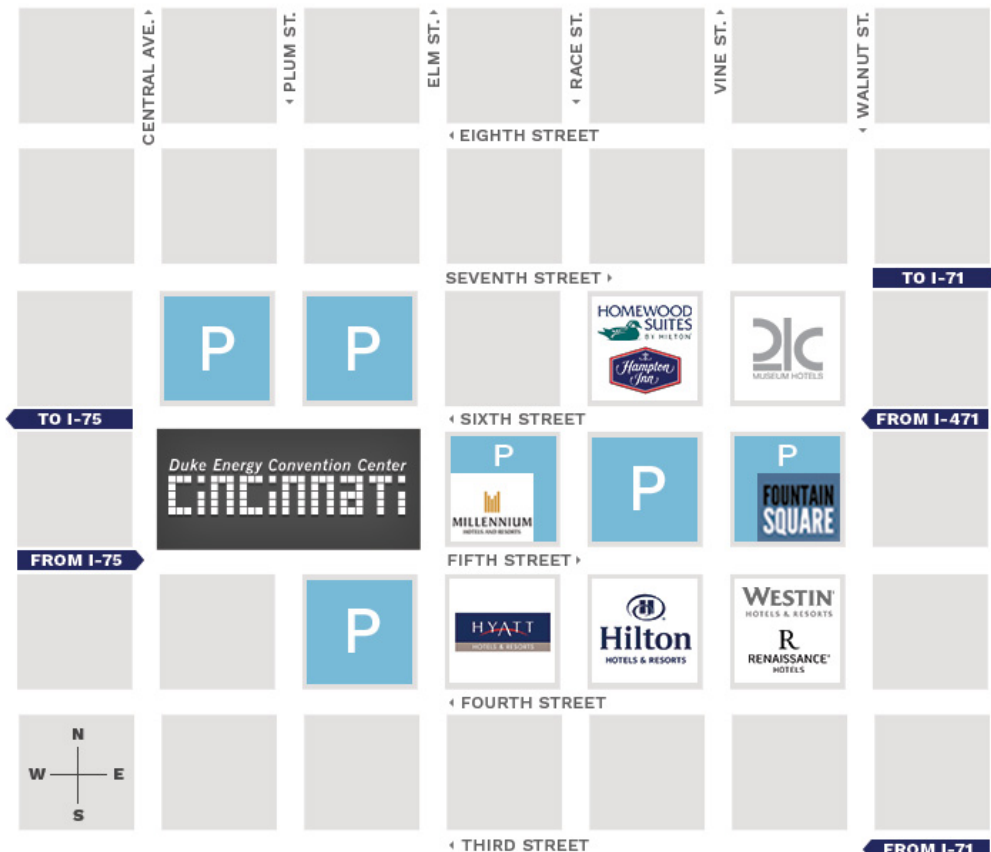 CENTRAL AVE.
PLUM ST.
ELM ST.
RACE ST.
VINE ST.
WALNUT ST.
EIGHTH STREET
SEVENTH STREET
TO I-71
P
P
HOMEWOOD
SUITES
BY HILTON
Hampton
Inn
21c
MUSEUM HOTELS
TO I-75
SIXTH STREET
FROM I-471
Duke Energy Convention Center
CINCINNATI
P
MILLENNIUM
HOTELS AND RESORTS
P
P
FOUNTAIN
SQUARE
FROM I-75
FIFTH STREET
P
HYATT
HOTELS & RESORTS
H
Hilton
HOTELS & RESORTS
WESTIN
HOTELS & RESORTS
R
RENAISSANCE
HOTELS
FOURTH STREET
N
W E
S
THIRD STREET
FROM I-71